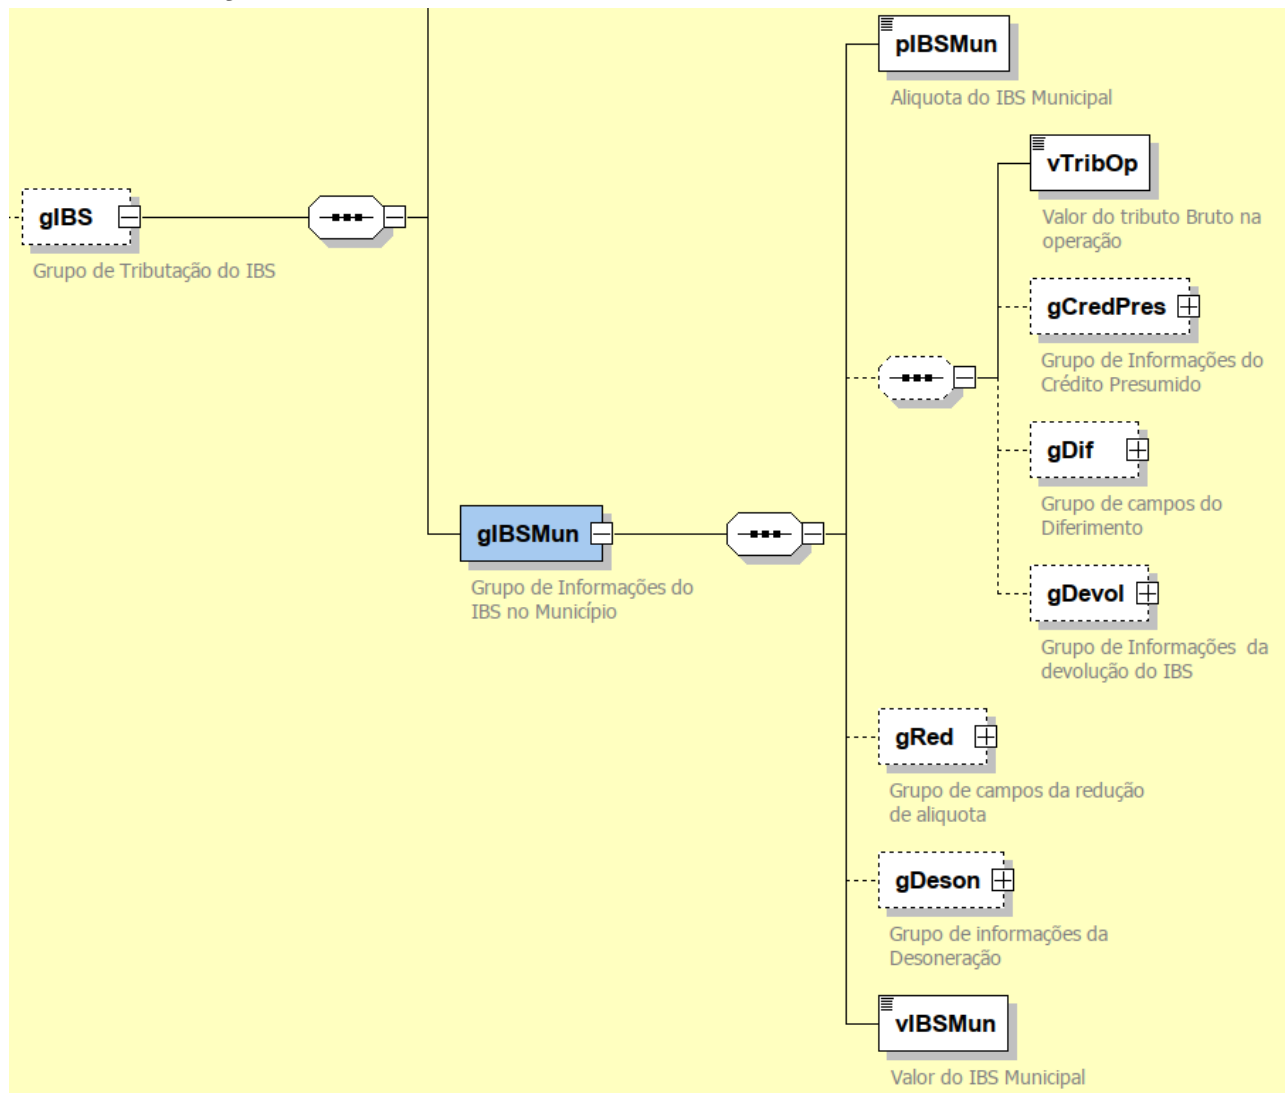 pIBSMun
Aliquota do IBS Municipal
vTribOp
Valor do tributo Bruto na
operação
gIBS
Grupo de Tributação do IBS
gCredPres
Grupo de Informações do
Crédito Presumido
gDif
Grupo de campos do
Diferimento
gIBSMun
Grupo de Informações do
IBS no Município
gDevol
Grupo de Informações  da
devolução do IBS
gRed
Grupo de campos da redução
de aliquota
gDeson
Grupo de informações da
Desoneração
vIBSMun
Valor do IBS Municipal